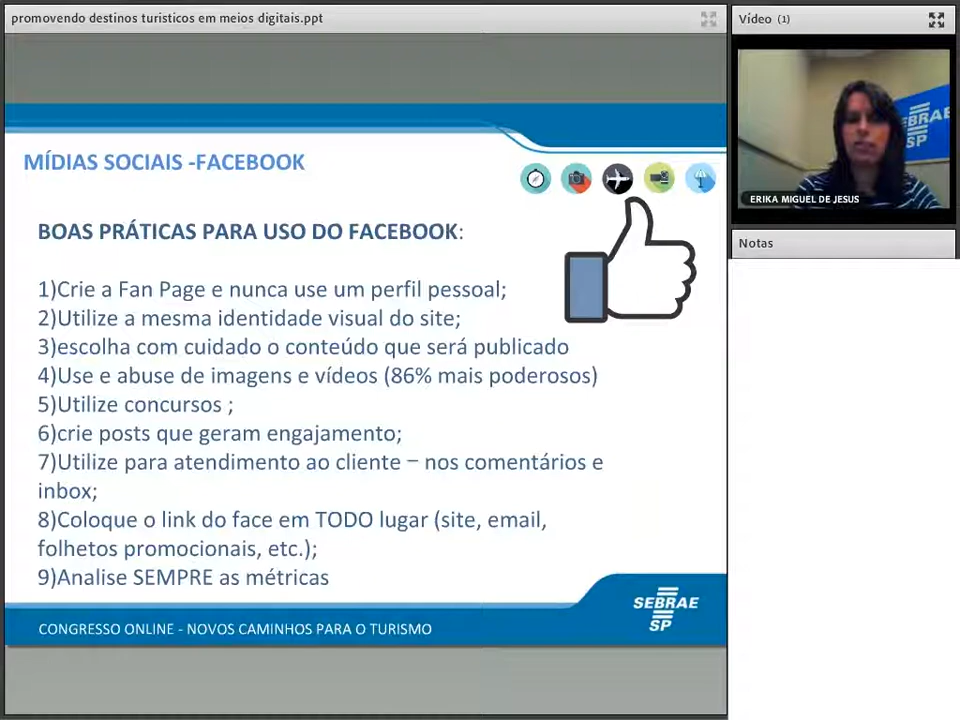 promovendo destinos turisticos em meios digitais.ppt
Vídeo (1)
MÍDIAS SOCIAIS -FACEBOOK
BOAS PRÁTICAS PARA USO DO FACEBOOK:
1)Crie a Fan Page e nunca use um perfil pessoal;
2)Utilize a mesma identidade visual do site;
3)escolha com cuidado o conteúdo que será publicado
4)Use e abuse de imagens e vídeos (86% mais poderosos)
5)Utilize concursos ;
6)crie posts que geram engajamento;
7)Utilize para atendimento ao cliente – nos comentários e
inbox;
8)Coloque o link do face em TODO lugar (site, email,
folhetos promocionais, etc.);
9)Analise SEMPRE as métricas
SEBRAE
SP
CONGRESSO ONLINE - NOVOS CAMINHOS PARA O TURISMO
EBRAE
SP
ERIKA MIGUEL DE JESUS
Notas